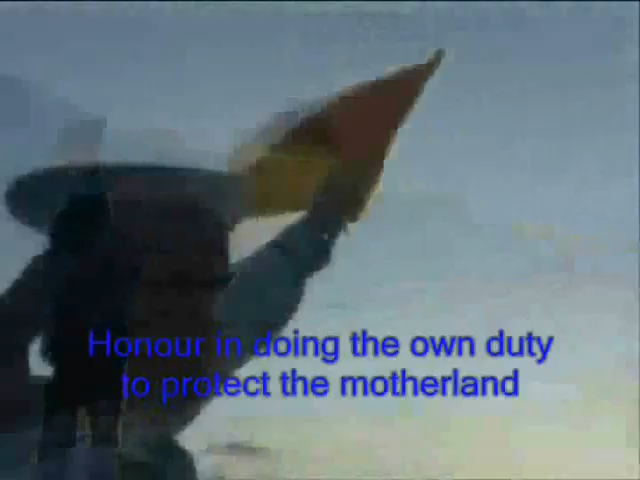 Honour in doing the own duty
to protect the motherland